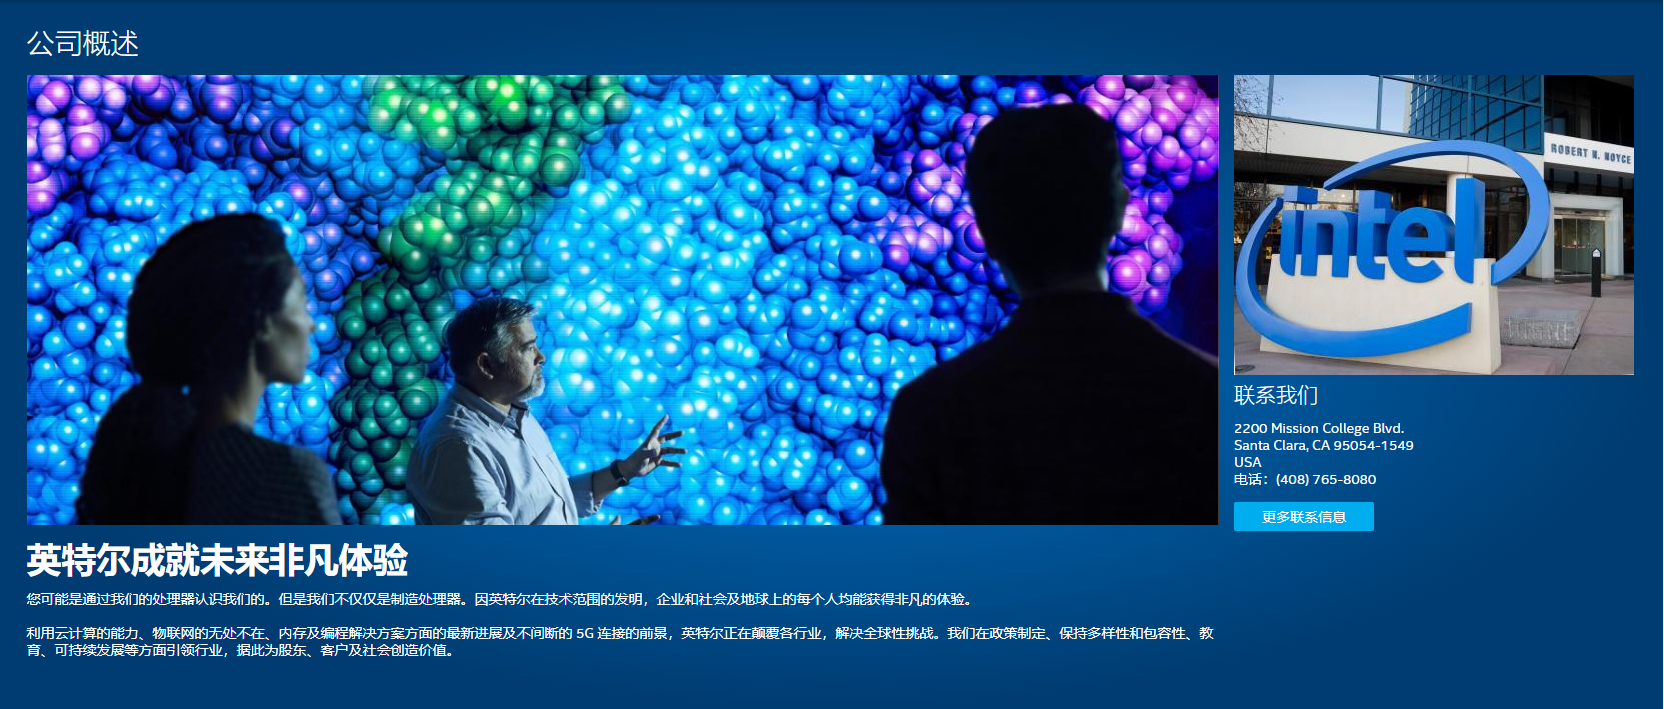 公司概述
ROBERT N. NOYCE
intel
联系我们
2200 Mission College Blvd.
Santa Clara, CA 95054-1549
USA
电话：(408) 765-8080
更多联系信息
英特尔成就未来非凡体验
您可能是通过我们的处理器认识我们的。但是我们不仅仅是制造处理器。因英特尔在技术范围的发明，企业和社会及地球上的每个人均能获得非凡的体验。
利用云计算的能力、物联网的无处不在、内存及编程解决方案方面的最新进展及不间断的 5G 连接的前景，英特尔正在颠覆各行业，解决全球性挑战。我们在政策制定、保持多样性和包容性、教
育、可持续发展等方面引领行业，据此为股东、客户及社会创造价值。